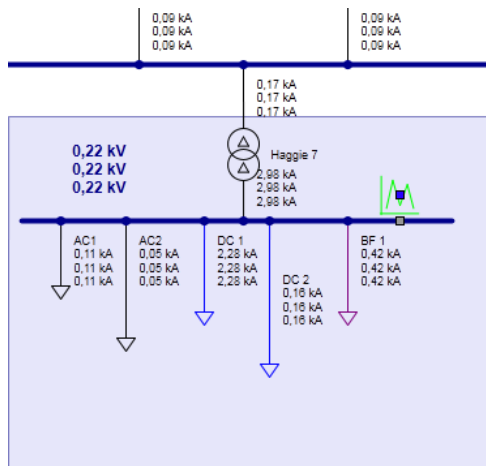 0,09 kA
0,09 kA
0,09 kA
0,09 kA
0,09 kA
0,09 kA
0,17 kA
0,17 kA
0,17 kA
0,22 kV
0,22 kV
0,22 kV
Haggie 7
2,98 kA
2,98 kA
2,98 kA
AC1
0,11 kA
0,11 kA
0,11 kA
AC2
0,05 kA
0,05 kA
0,05 kA
DC 1
2,28 kA
2,28 kA
2,28 kA
DC 2
0,16 kA
0,16 kA
0,16 kA
BF 1
0,42 kA
0,42 kA
0,42 kA